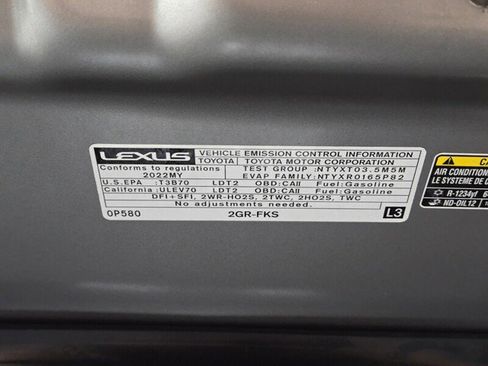 LEXUS VEHICLE EMISSION CONTROL INFORMATION
TOYOTA TOYOTA MOTOR CORPORATION
Conforms to regulations TEST GROUP :NTYXT03.5M5M
2022MY EVAP FAMILY:NTYXR0165P82
U.S.EPA :T3B70 LDT2 OBD:CAII Fuel:Gasoline
California:ULEV70 LDT2 OBD:CAII Fuel:Gasoline
DFI+SFI, 2WR-HO2S, 2TWC, 2HO2S, TWC
No adjustments needed.
0P580 2GR-FKS L3
CA
AIR CONDITION
LE SYSTÈME DE C
R-1234yf
ND-OIL12